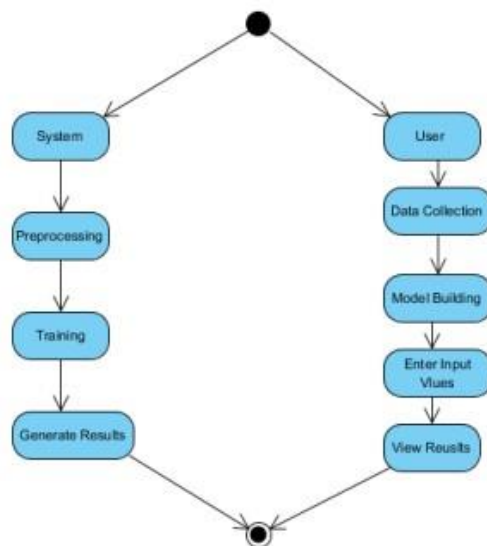 System
User
Preprocessing
Data Collection
Training
Model Building
Enter Input
Vlues
Generate Results
View Reuslts